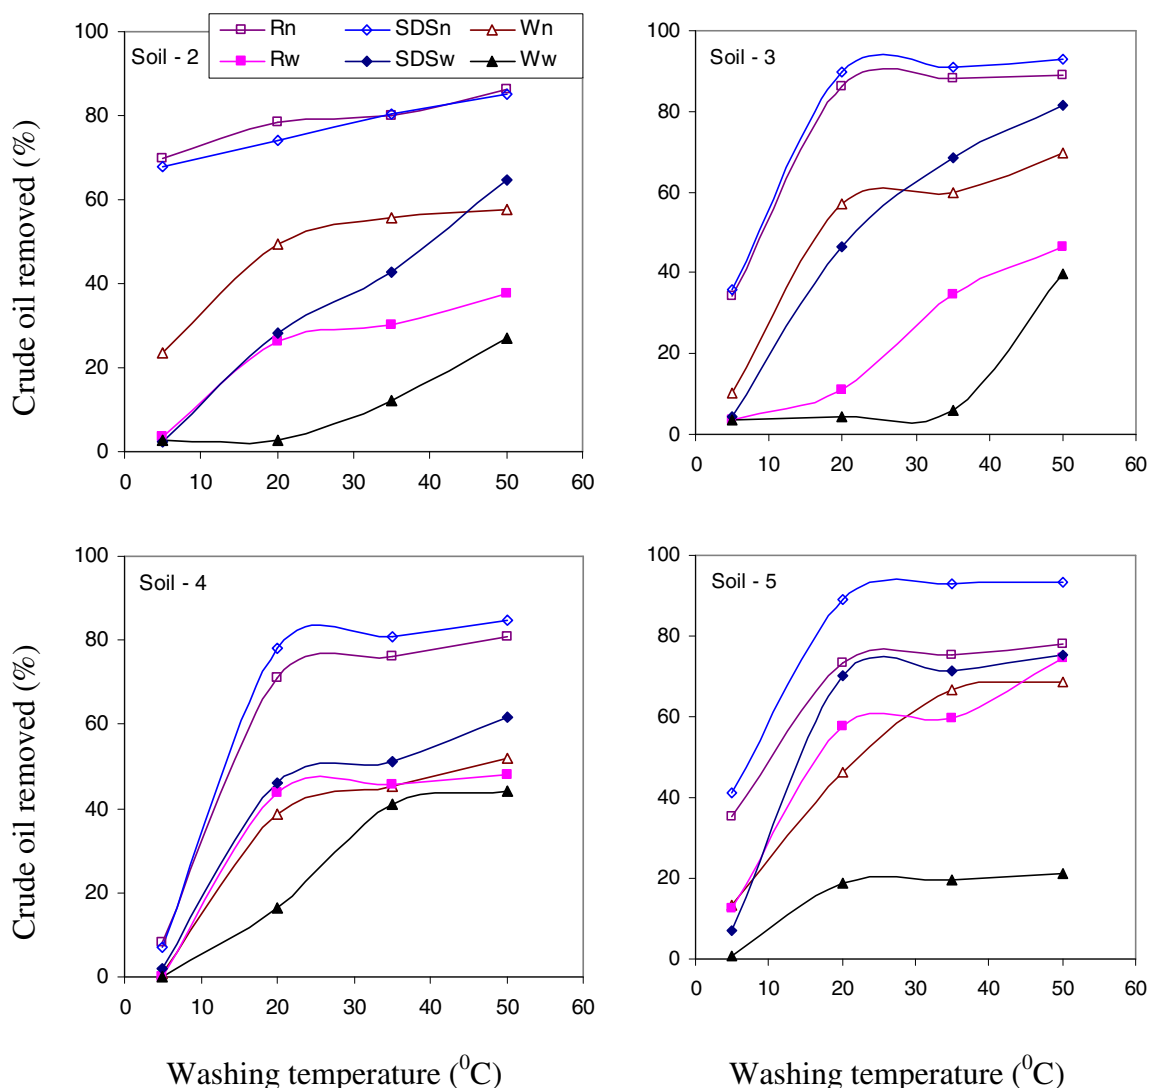 Rn SDSn Wn
Rw SDSw Ww
Soil - 2
100
80
60
40
20
0
0 10 20 30 40 50 60
Crude oil removed (%)
Soil - 3
100
80
60
40
20
0
0 10 20 30 40 50 60
Soil - 4
100
80
60
40
20
0
0 10 20 30 40 50 60
Crude oil removed (%)
Washing temperature (⁰C)
Soil - 5
100
80
60
40
20
0
0 10 20 30 40 50 60
Washing temperature (⁰C)